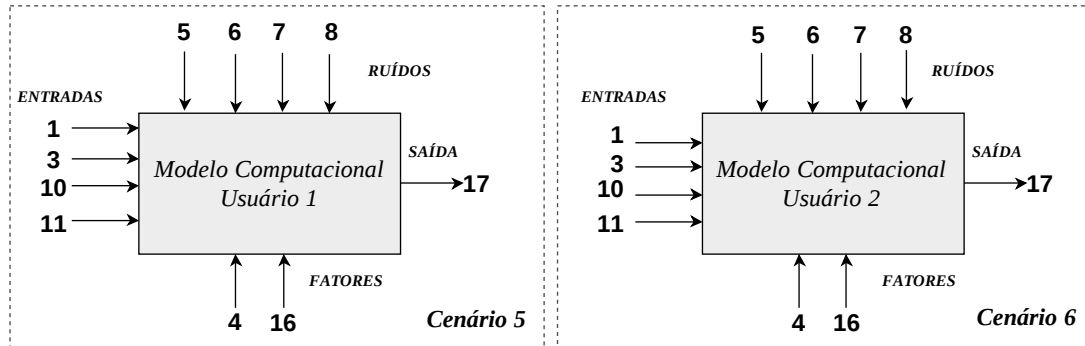 5 6 7 8
RUÍDOS
ENTRADAS
1
3
10
11
Modelo Computacional
Usuário 1
SAÍDA
17
FATORES
4 16
Cenário 5
5 6 7 8
RUÍDOS
ENTRADAS
1
3
10
11
Modelo Computacional
Usuário 2
SAÍDA
17
FATORES
4 16
Cenário 6